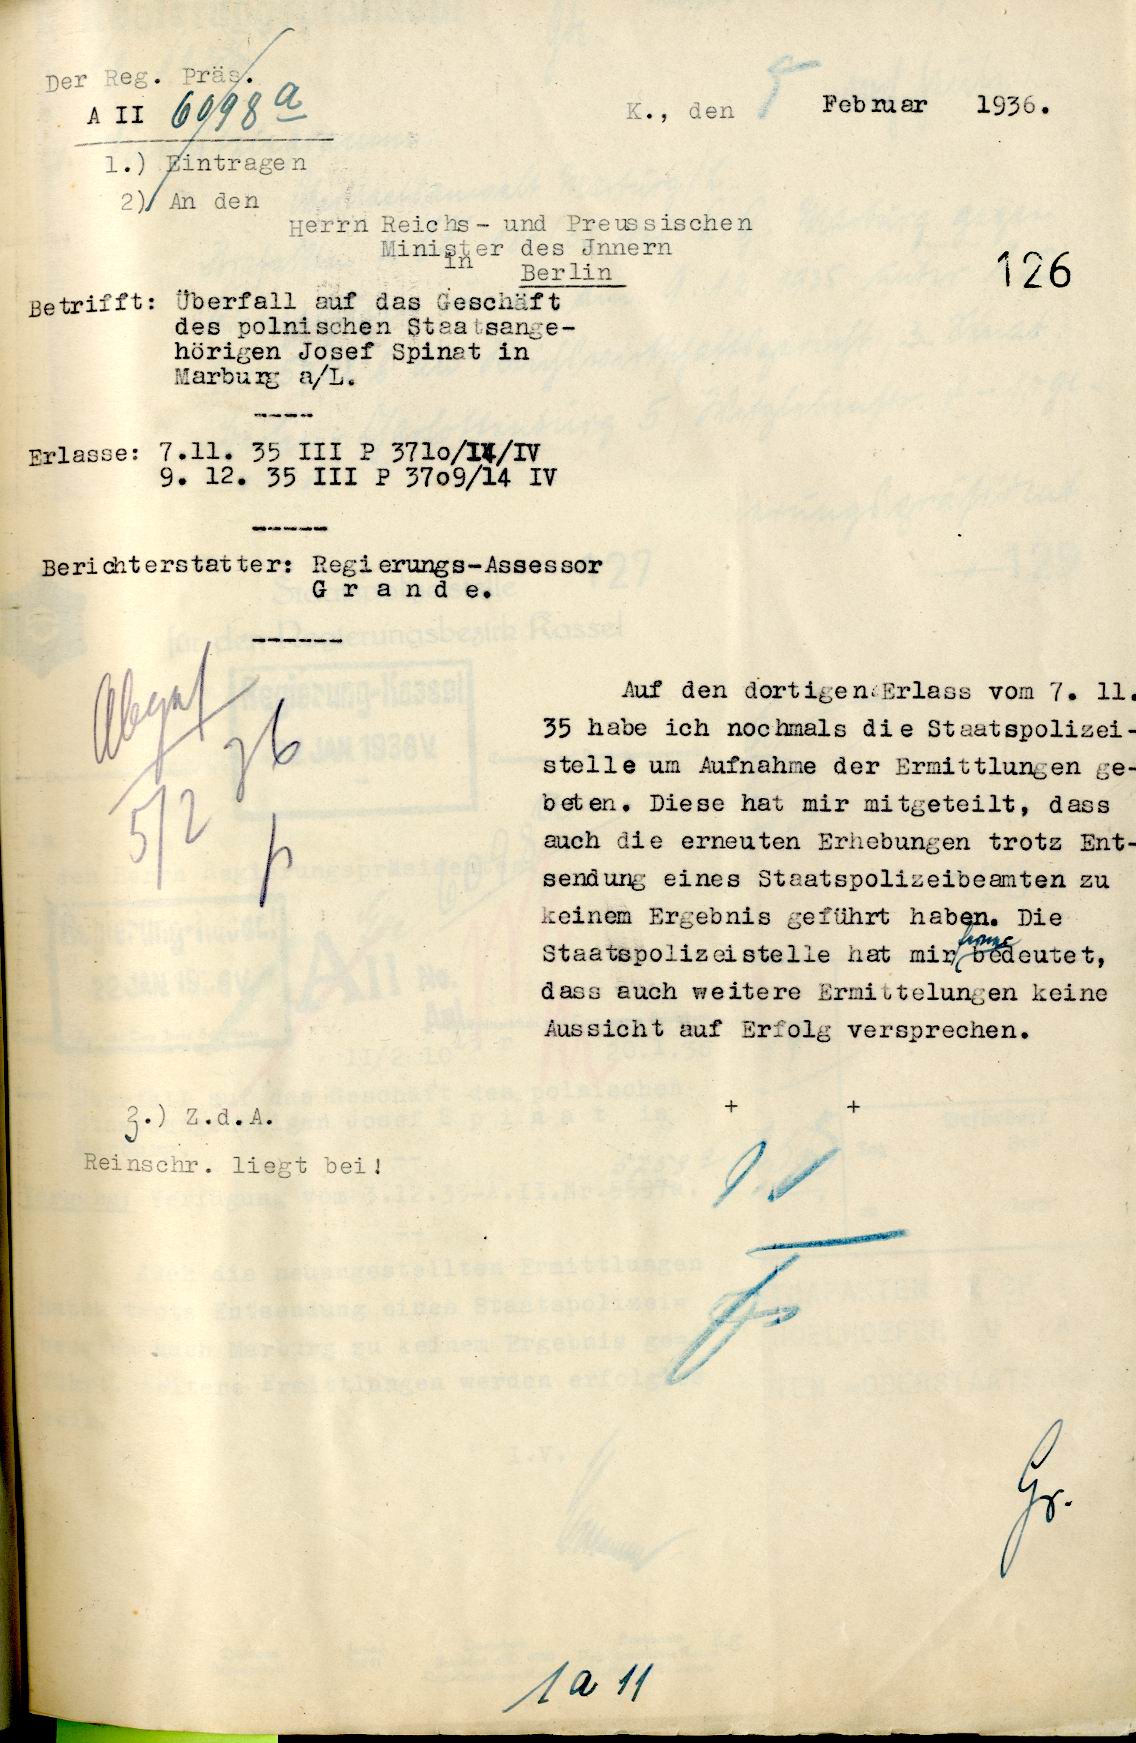 Der Reg. Präs.
A II 6098 a
K., den 5 Februar 1936.
1.) Eintragen
2) An den
Herrn Reichs- und Preussischen
Minister des Jnnern
in
Berlin
126
Betrifft: Überfall auf das Geschäft
des polnischen Staatsange-
hörigen Josef Spinat in
Marburg a/L.
----
Erlasse: 7.11. 35 III P 371o/14/IV
9. 12. 35 III P 37o9/14 IV
-----
Berichterstatter: Regierungs-Assessor
G r a n d e.
------
Auf den dortigen Erlass vom 7. 11.
35 habe ich nochmals die Staatspolizei-
stelle um Aufnahme der Ermittlungen ge-
beten. Diese hat mir mitgeteilt, dass
auch die erneuten Erhebungen trotz Ent-
sendung eines Staatspolizeibeamten zu
keinem Ergebnis geführt haben. Die
Staatspolizeistelle hat mir bedeutet,
dass auch weitere Ermittelungen keine
Aussicht auf Erfolg versprechen.
5/2
+ +
3.) Z.d.A.
Reinschr. liegt bei!
Gr.
1 a 11